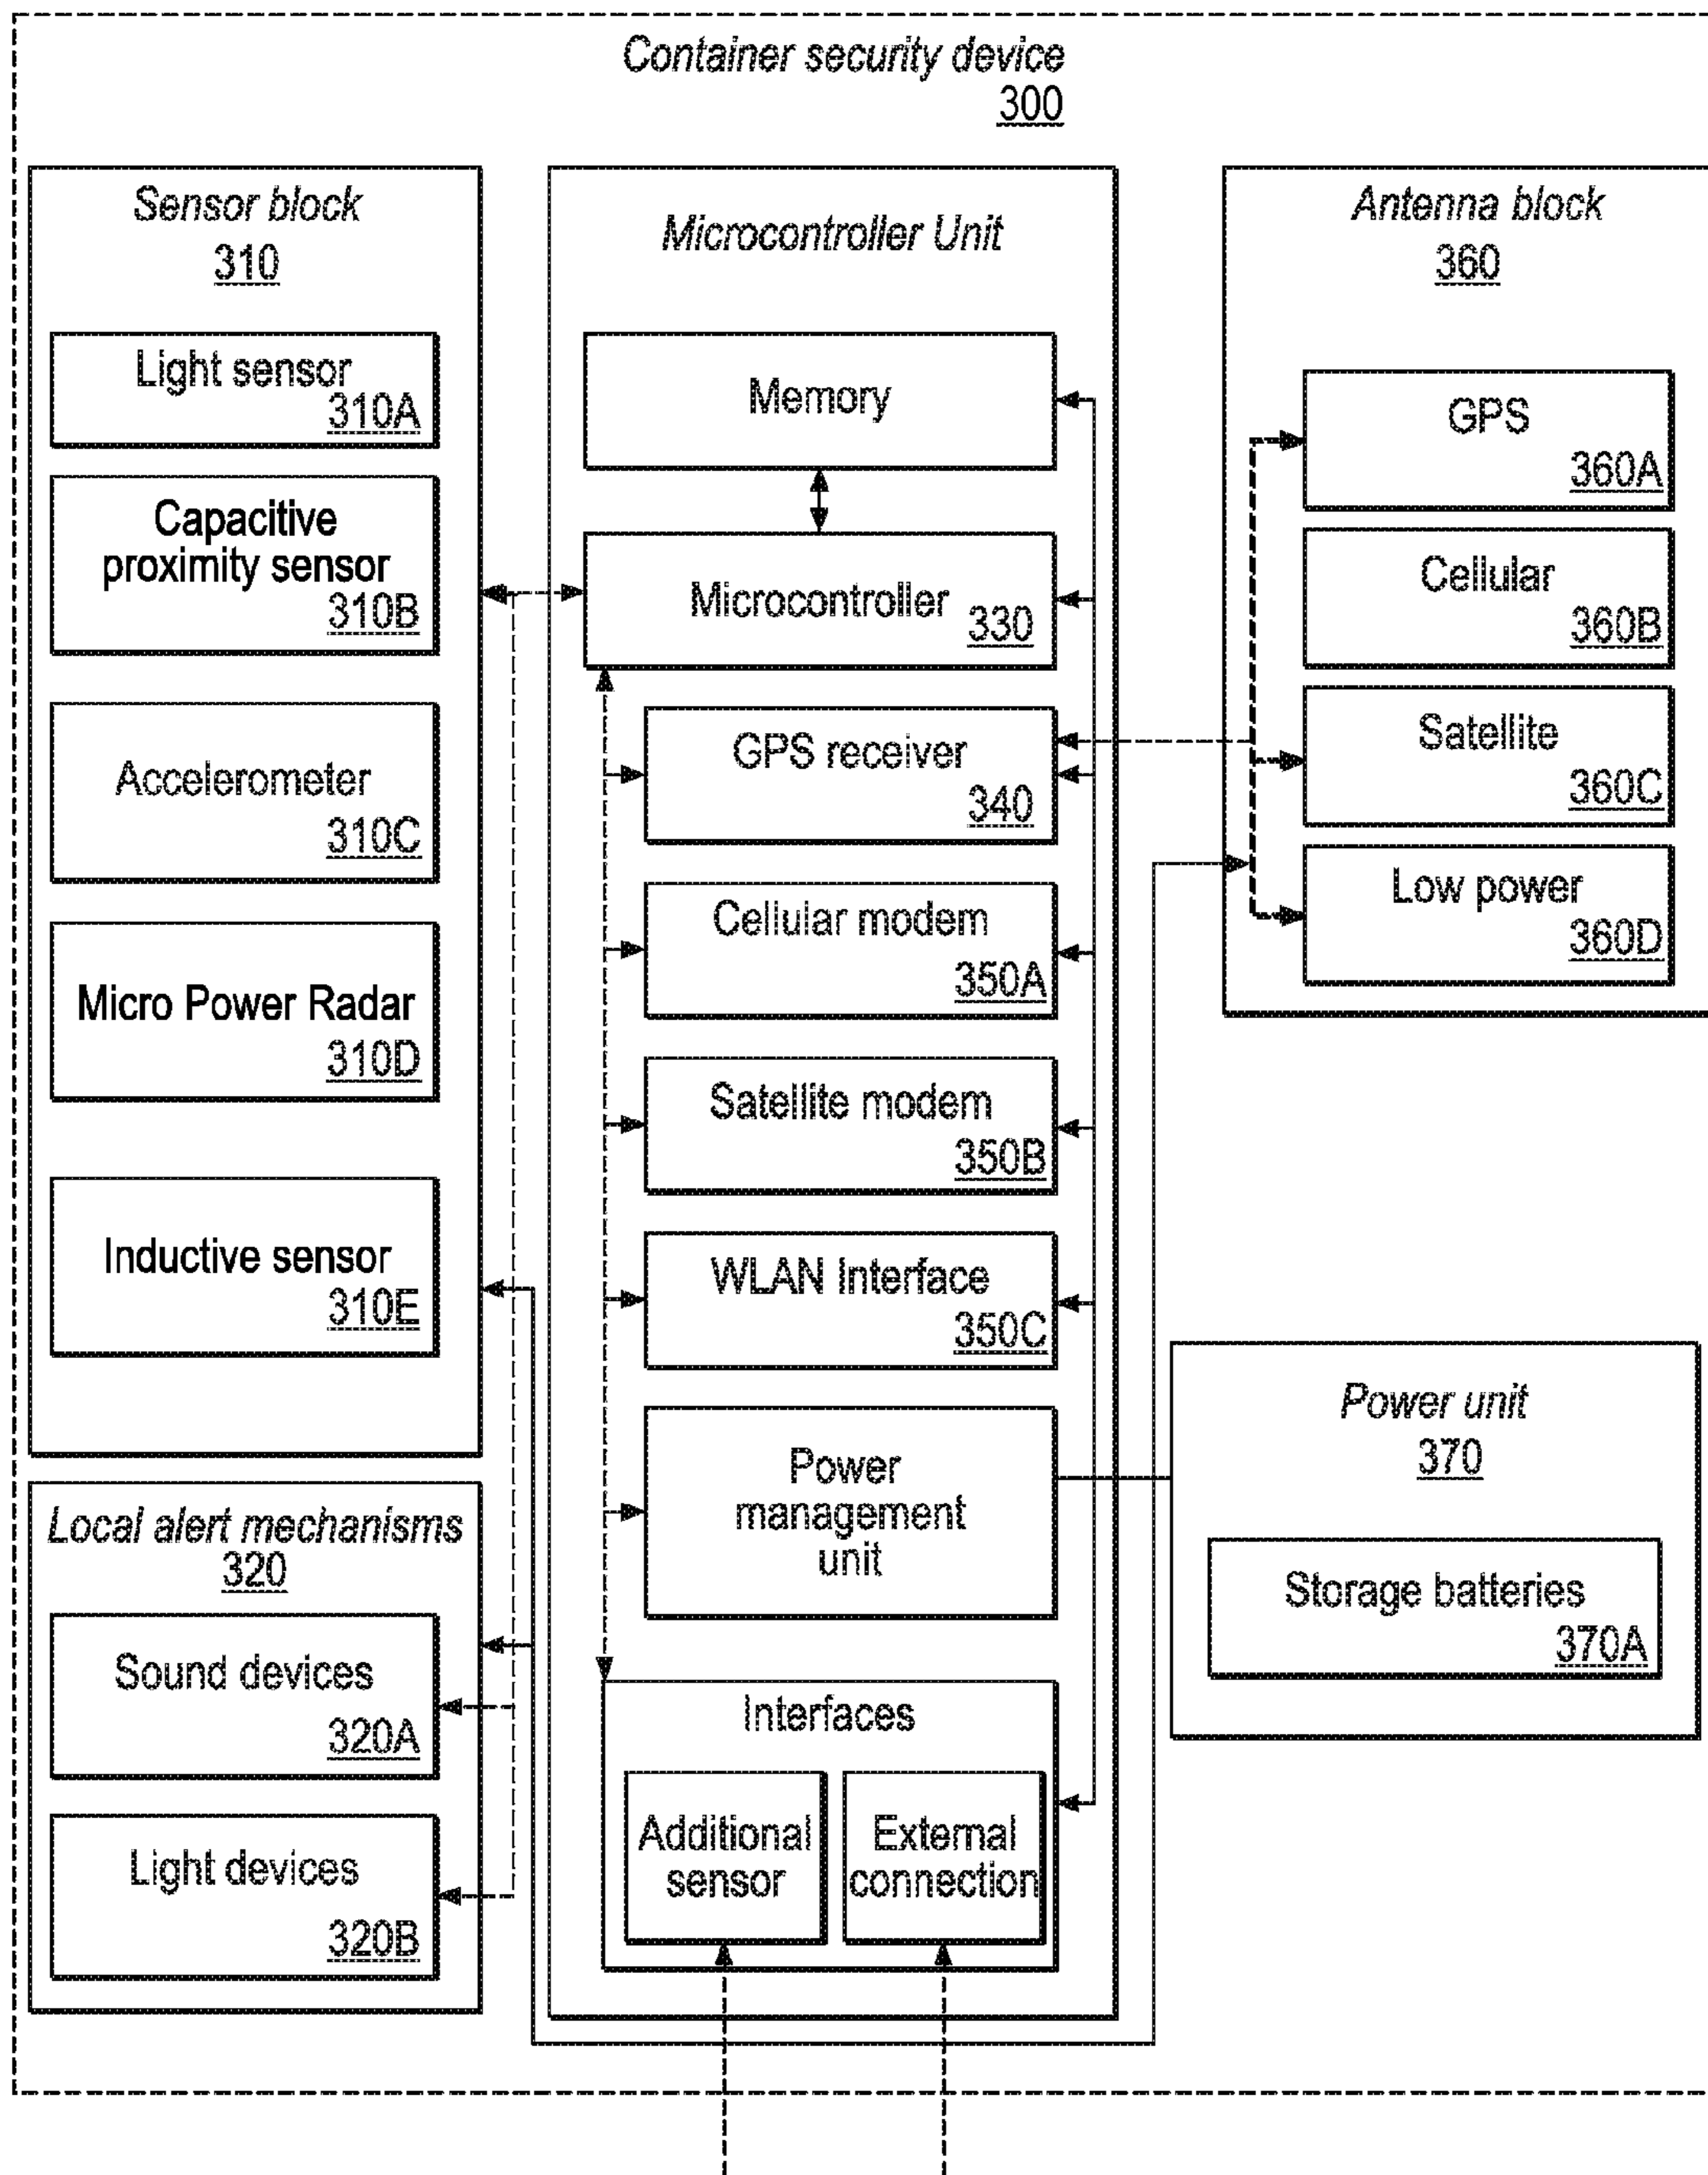 Container security device
300
Sensor block
310
Light sensor
310A
Capacitive
proximity sensor
310B
Accelerometer
310C
Micro Power Radar
310D
Inductive sensor
310E
Local alert mechanisms
320
Sound devices
320A
Light devices
320B
Microcontroller Unit
Memory
Microcontroller
330
GPS receiver
340
Cellular modem
350A
Satellite modem
350B
WLAN Interface
350C
Power
management
unit
Interfaces
Additional
sensor
External
connection
Antenna block
360
GPS
360A
Cellular
360B
Satellite
360C
Low power
360D
Power unit
370
Storage batteries
370A